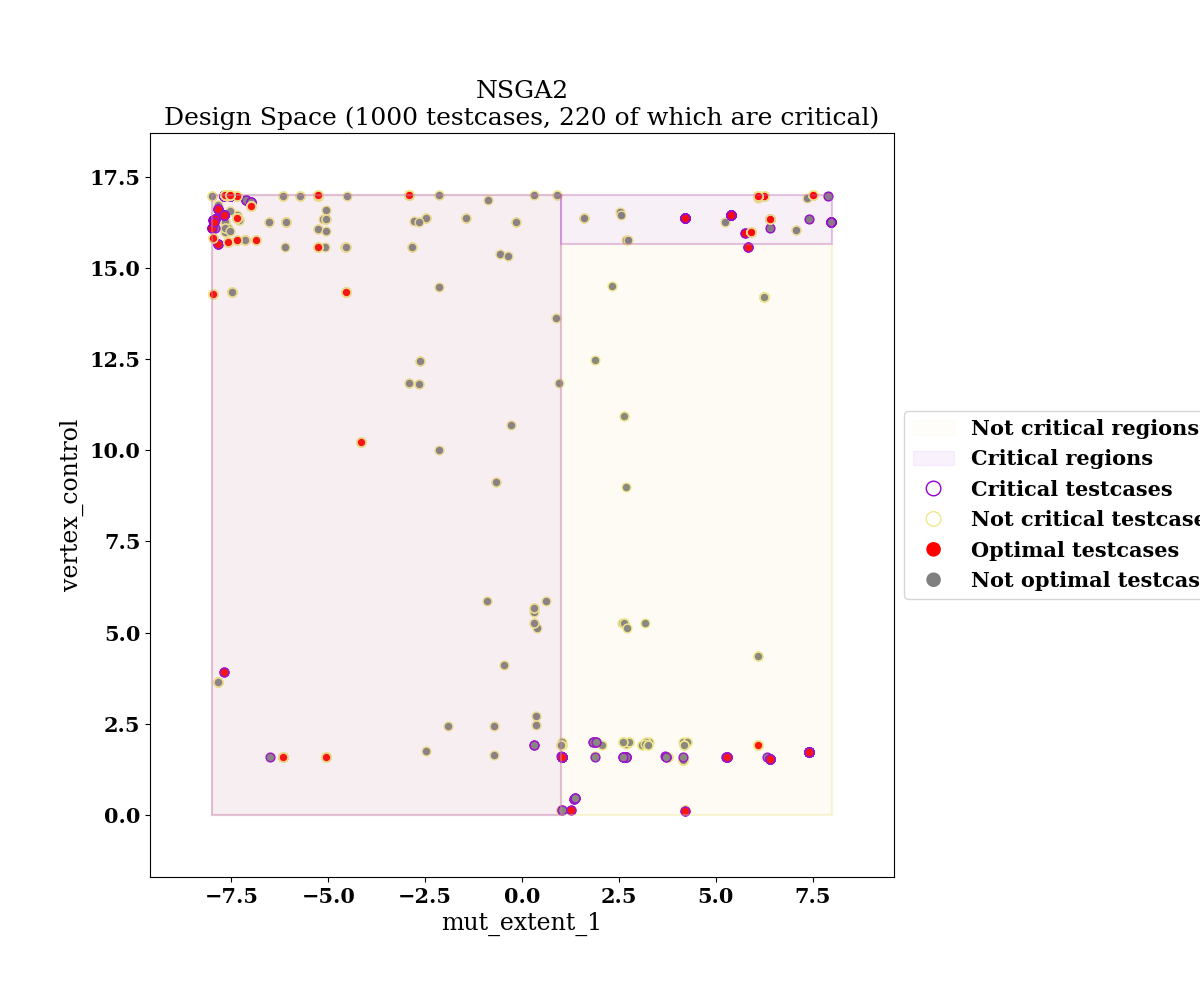 NSGA2
Design Space (1000 testcases, 220 of which are critical)
17.5
15.0
12.5
10.0
7.5
5.0
2.5
0.0
vertex_control
−7.5
−5.0
−2.5
0.0
2.5
5.0
7.5
mut_extent_1
Not critical regions
Critical regions
Critical testcases
Not critical testcase
Optimal testcases
Not optimal testcas